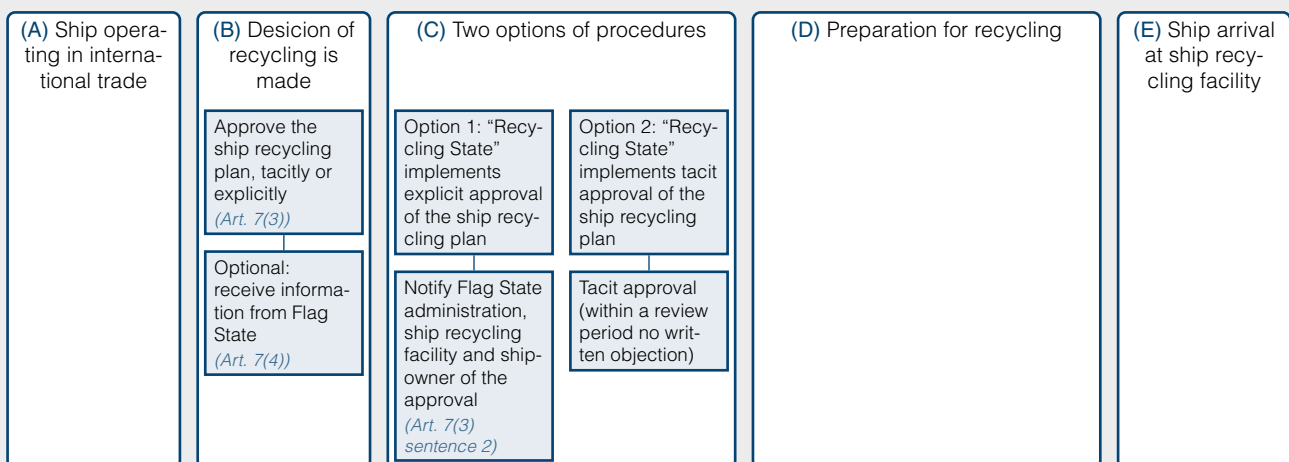 (A) Ship opera-
ting in interna-
tional trade
(B) Desicion of
recycling is
made
Approve the
ship recycling
plan, tacitly or
explicitly
(Art. 7(3))
Optional:
receive informa-
tion from Flag
State
(Art. 7(4))
(C) Two options of procedures
Option 1: “Recy-
cling State”
implements
explicit approval
of the ship recy-
cling plan
Notify Flag State
administration,
ship recycling
facility and ship-
owner of the
approval
(Art. 7(3)
sentence 2)
Option 2: “Recy-
cling State”
implements tacit
approval of the
ship recycling
plan
Tacit approval
(within a review
period no writ-
ten objection)
(D) Preparation for recycling
(E) Ship arrival
at ship recy-
cling facility